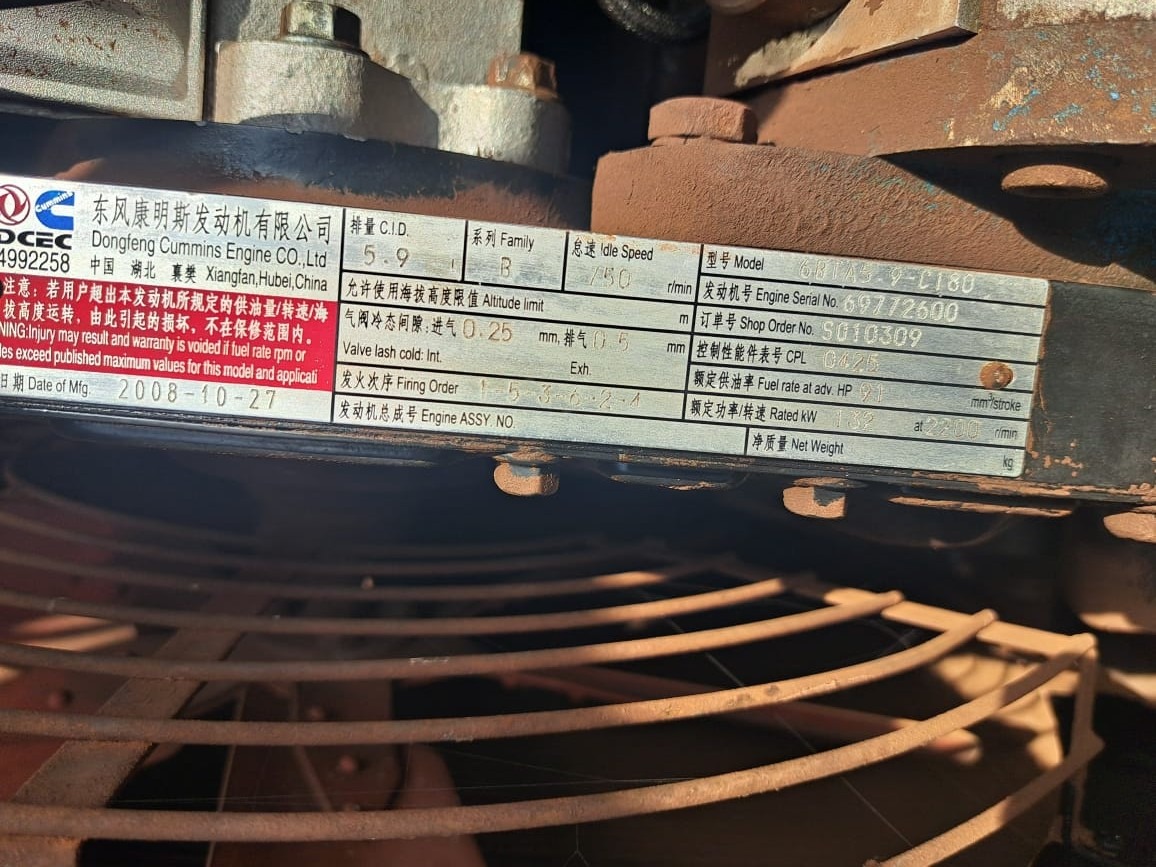 Cummins
DCEC
4992258
东风康明斯发动机有限公司
Dongfeng Cummins Engine CO.,Ltd
中国 湖北 襄樊 Xiangfan,Hubei,China
注意: 若用户超出本发动机所规定的供油量/转速/海
拔高度运转, 由此引起的损坏, 不在保修范围内.
NING:Injury may result and warranty is voided if fuel rate rpm or
les exceed published maximum values for this model and applicati
日期 Date of Mfg. 2008-10-27
排量 C.I.D.
5.9 l
系列 Family
B
怠速 Idle Speed
750 r/min
允许使用海拔高度限值 Altitude limit m
气阀冷态间隙: 进气 0.25 mm, 排气 0.5 mm
Valve lash cold: Int. Exh.
发火次序 Firing Order 1-5-3-6-2-4
发动机总成号 Engine ASSY. NO.
型号 Model 6BTA5.9-C180
发动机号 Engine Serial No. 69772600
订单号 Shop Order No. SO10309
控制性能件表号 CPL 0426
额定供油率 Fuel rate at adv. HP 91 mm³/stroke
额定功率/转速 Rated kW 132 at 2200 r/min
净质量 Net Weight kg